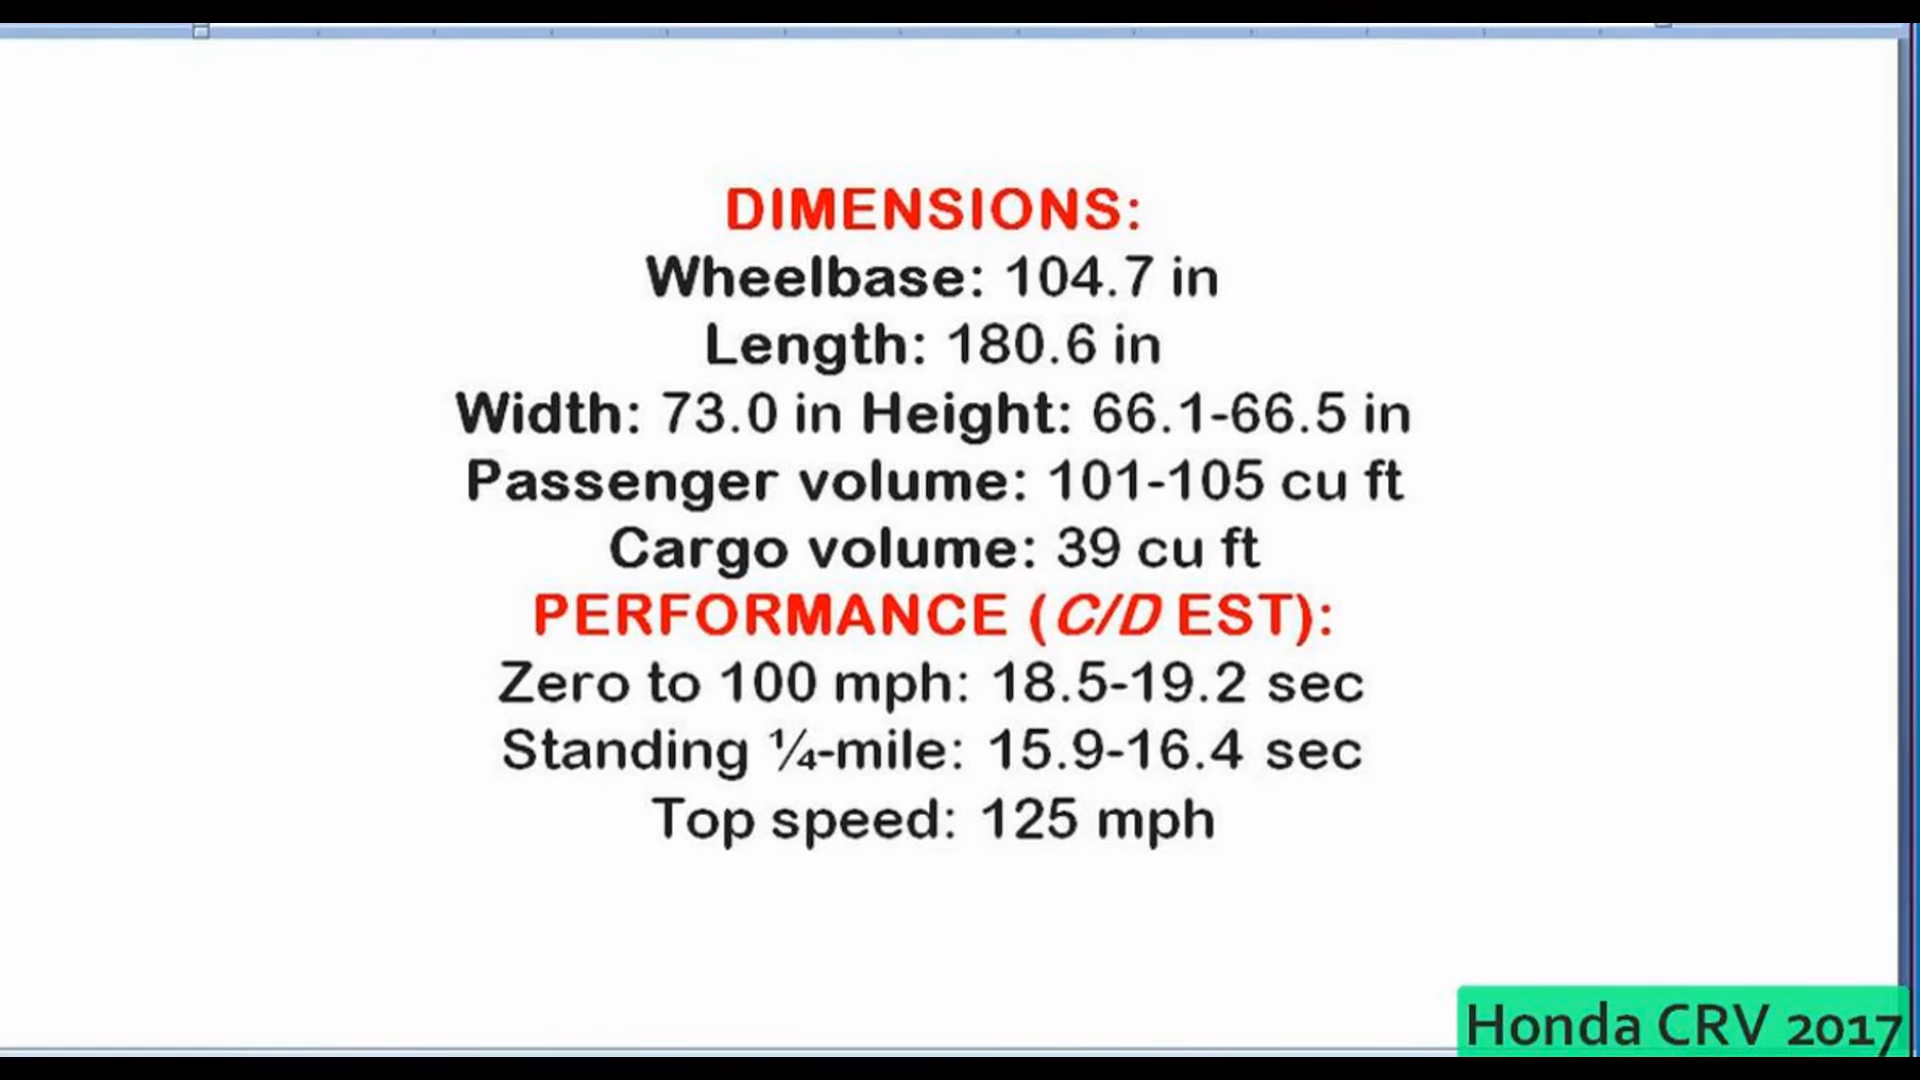 DIMENSIONS:
Wheelbase: 104.7 in
Length: 180.6 in
Width: 73.0 in Height: 66.1-66.5 in
Passenger volume: 101-105 cu ft
Cargo volume: 39 cu ft
PERFORMANCE (C/D EST):
Zero to 100 mph: 18.5-19.2 sec
Standing ¼-mile: 15.9-16.4 sec
Top speed: 125 mph
Honda CRV 2017